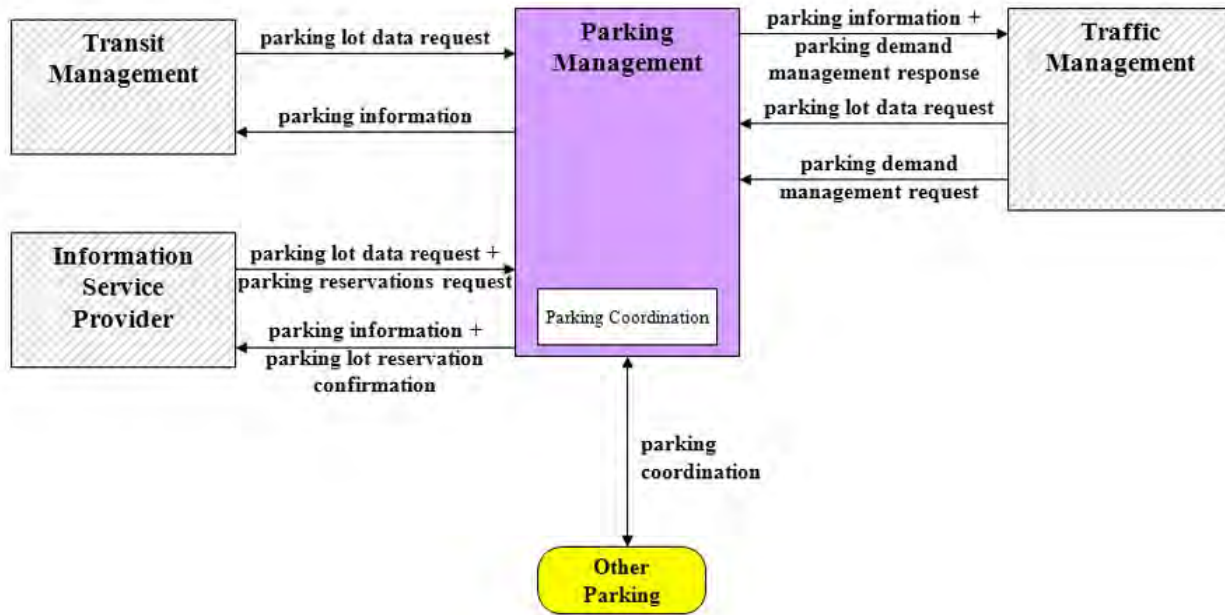 Transit
Management
parking lot data request
parking information
Parking
Management
parking information +
parking demand
management response
parking lot data request
parking demand
management request
Traffic
Management
Information
Service
Provider
parking lot data request +
parking reservations request
parking information +
parking lot reservation
confirmation
Parking Coordination
parking
coordination
Other
Parking